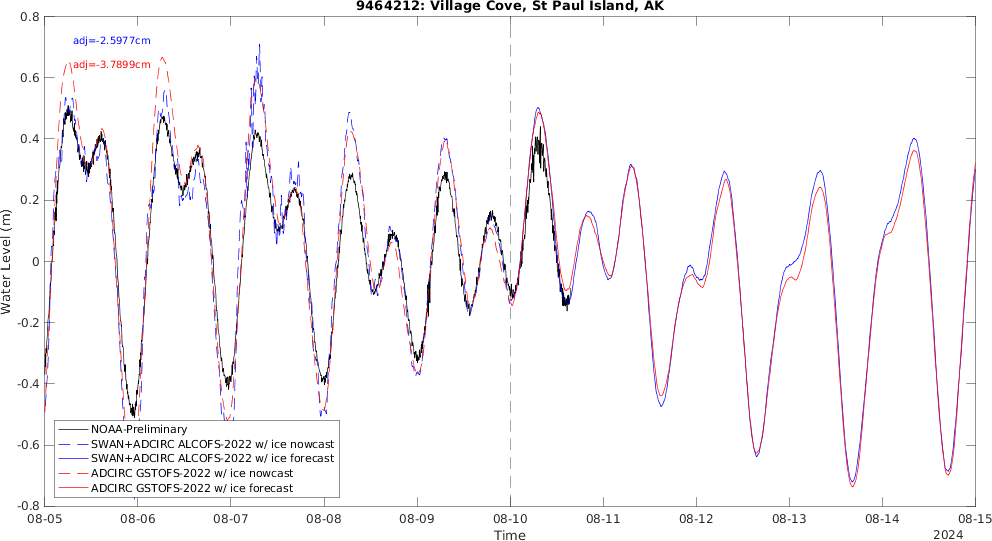 9464212: Village Cove, St Paul Island, AK
0.8
adj=-2.5977cm
adj=-3.7899cm
0.6
0.4
0.2
0
-0.2
-0.4
-0.6
-0.8
Water Level (m)
NOAA-Preliminary
SWAN+ADCIRC ALCOFS-2022 w/ ice nowcast
SWAN+ADCIRC ALCOFS-2022 w/ ice forecast
ADCIRC GSTOFS-2022 w/ ice nowcast
ADCIRC GSTOFS-2022 w/ ice forecast
08-05 08-06 08-07 08-08 08-09 08-10 08-11 08-12 08-13 08-14 08-15
Time
2024